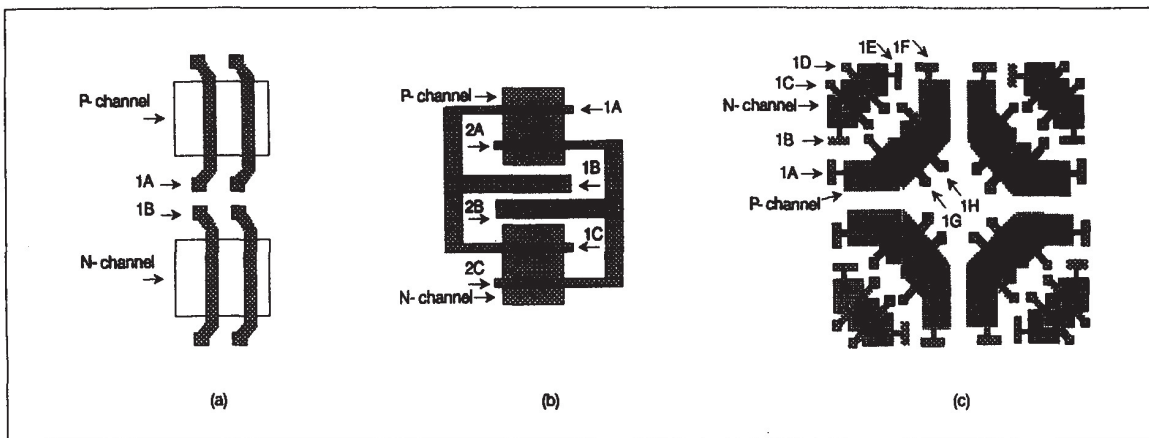 P- channel
1A
1B
N- channel
(a)
P- channel
1A
2A
1B
2B
1C
2C
N- channel
(b)
1E
1F
1D
1C
N- channel
1B
1A
P- channel
1H
1G
(c)